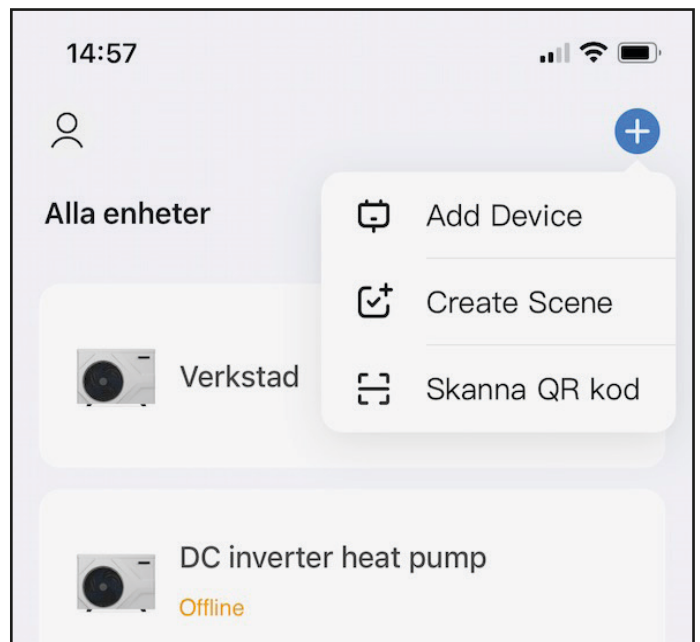 14:57
Alla enheter
Add Device
Create Scene
Verkstad
Skanna QR kod
DC inverter heat pump
Offline